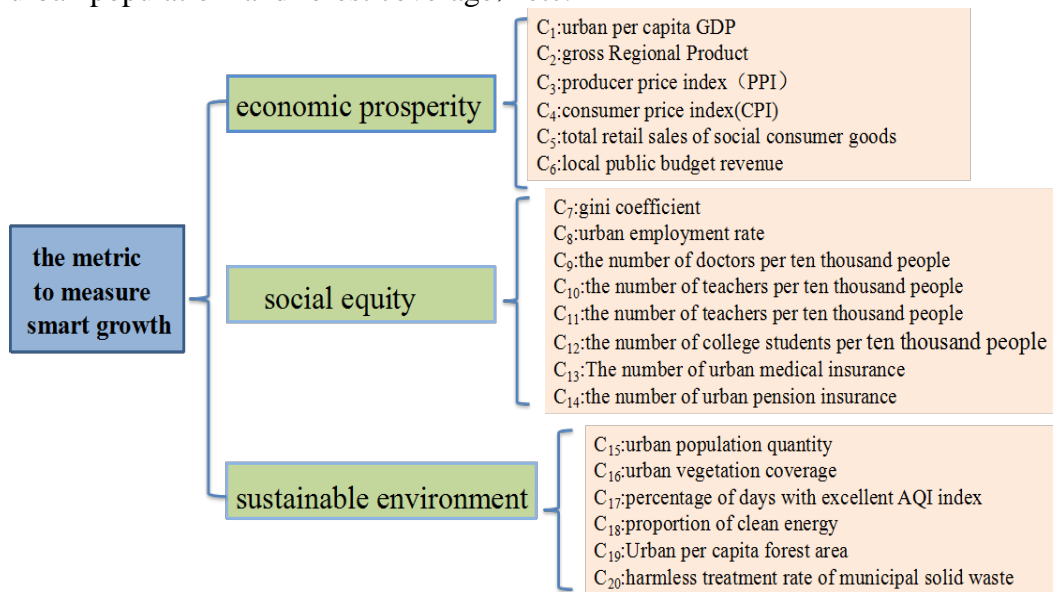 the metric
to measure
smart growth
economic prosperity
C₁:urban per capita GDP
C₂:gross Regional Product
C₃:producer price index（PPI）
C₄:consumer price index(CPI)
C₅:total retail sales of social consumer goods
C₆:local public budget revenue
social equity
C₇:gini coefficient
C₈:urban employment rate
C₉:the number of doctors per ten thousand people
C₁₀:the number of teachers per ten thousand people
C₁₁:the number of teachers per ten thousand people
C₁₂:the number of college students per ten thousand people
C₁₃:The number of urban medical insurance
C₁₄:the number of urban pension insurance
sustainable environment
C₁₅:urban population quantity
C₁₆:urban vegetation coverage
C₁₇:percentage of days with excellent AQI index
C₁₈:proportion of clean energy
C₁₉:Urban per capita forest area
C₂₀:harmless treatment rate of municipal solid waste